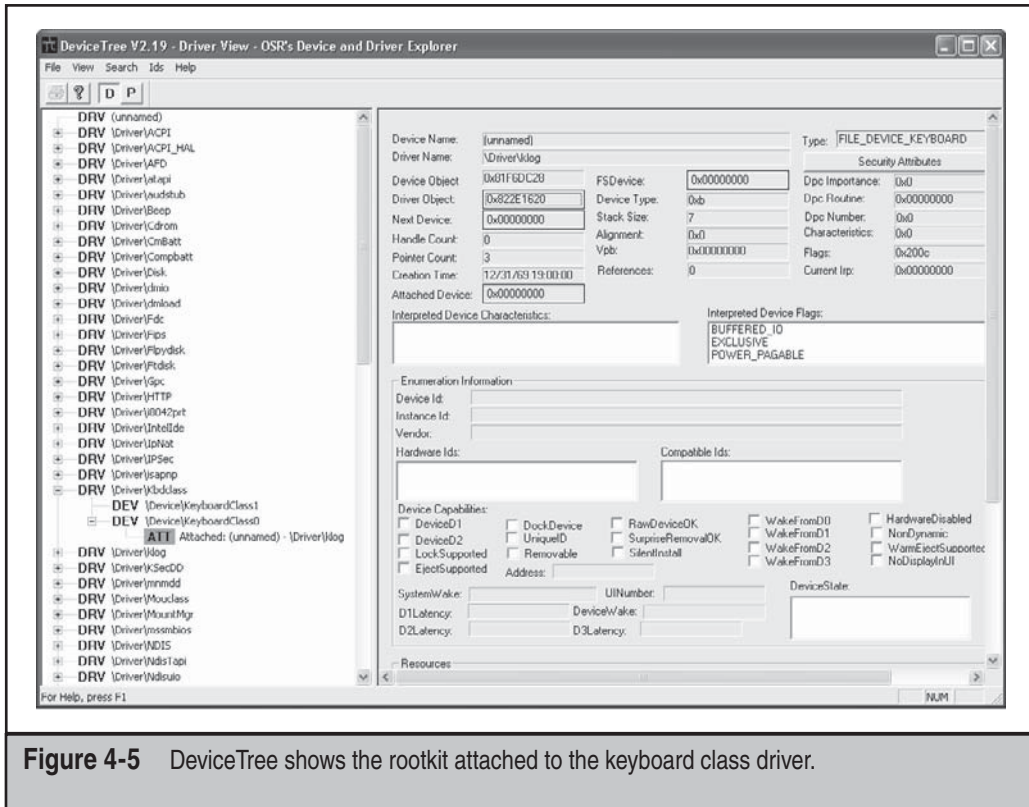 DeviceTree V2.19 - Driver View - OSR's Device and Driver Explorer
File View Search Ids Help
D P
DRV (unnamed)
DRV \Driver\ACPI
DRV \Driver\ACPI_HAL
DRV \Driver\AFD
DRV \Driver\atapi
DRV \Driver\audstub
DRV \Driver\Beep
DRV \Driver\Cdrom
DRV \Driver\CmBatt
DRV \Driver\Compbatt
DRV \Driver\Disk
DRV \Driver\dmio
DRV \Driver\dmload
DRV \Driver\Fdc
DRV \Driver\Fips
DRV \Driver\Flpydisk
DRV \Driver\Ftdisk
DRV \Driver\Gpc
DRV \Driver\HTTP
DRV \Driver\i8042prt
DRV \Driver\IntelIde
DRV \Driver\IpNat
DRV \Driver\IPSec
DRV \Driver\isapnp
DRV \Driver\Kbdclass
DEV \Device\KeyboardClass1
DEV \Device\KeyboardClass0
ATT Attached: (unnamed) - \Driver\klog
DRV \Driver\klog
DRV \Driver\KSecDD
DRV \Driver\mnmdd
DRV \Driver\Mouclass
DRV \Driver\MountMgr
DRV \Driver\mssmbios
DRV \Driver\NDIS
DRV \Driver\NdisTapi
DRV \Driver\Ndisuio
Device Name: (unnamed) Type: FILE_DEVICE_KEYBOARD
Driver Name: \Driver\klog Security Attributes
Device Object 0x81F6DC28 FSDevice: 0x00000000 Dpc Importance: 0x0
Driver Object: 0x822E1620 Device Type: 0xb Dpc Routine: 0x00000000
Next Device: 0x00000000 Stack Size: 7 Dpc Number: 0x0
Handle Count: 0 Alignment: 0x0 Characteristics: 0x0
Pointer Count: 3 Vpb: 0x00000000 Flags: 0x200c
Creation Time: 12/31/69 19:00:00 References: 0 Current Irp: 0x00000000
Attached Device: 0x00000000
Interpreted Device Characteristics: Interpreted Device Flags:
BUFFERED_IO
EXCLUSIVE
POWER_PAGABLE
Enumeration Information
Device Id:
Instance Id:
Vendor:
Hardware Ids: Compatible Ids:
Device Capabilities:
DeviceD1 DockDevice RawDeviceOK WakeFromD0 HardwareDisabled
DeviceD2 UniqueID SurpriseRemovalOK WakeFromD1 NonDynamic
LockSupported Removable SilentInstall WakeFromD2 WarmEjectSupported
EjectSupported Address: WakeFromD3 NoDisplayInUI
SystemWake: UINumber: DeviceState:
D1Latency: DeviceWake:
D2Latency: D3Latency:
Resources
For Help, press F1 NUM
Figure 4-5 DeviceTree shows the rootkit attached to the keyboard class driver.